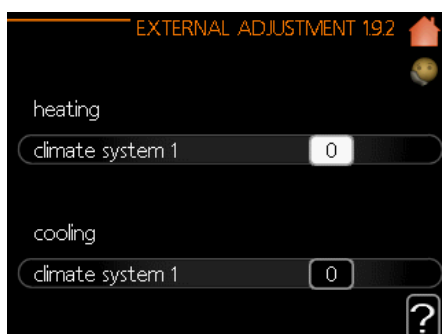 EXTERNAL ADJUSTMENT 1.9.2
heating
climate system 1 0
cooling
climate system 1 0
?